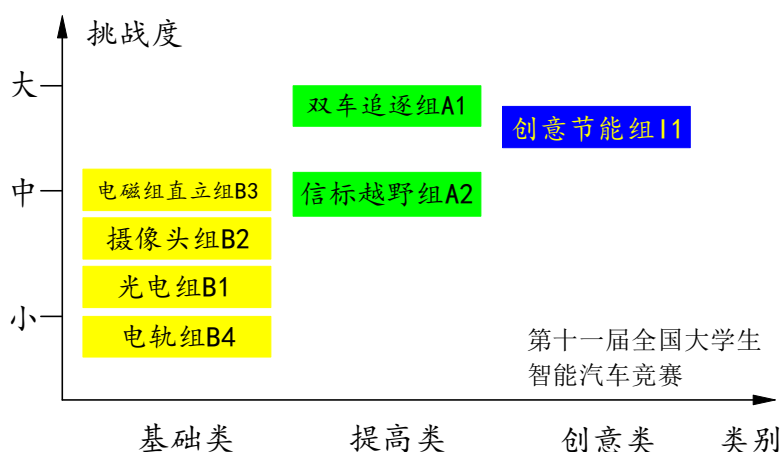 挑战度
大
双车追逐组A1
创意节能组I1
中
电磁组直立组B3
信标越野组A2
摄像头组B2
光电组B1
小
电轨组B4
第十一届全国大学生
智能汽车竞赛
基础类
提高类
创意类
类别